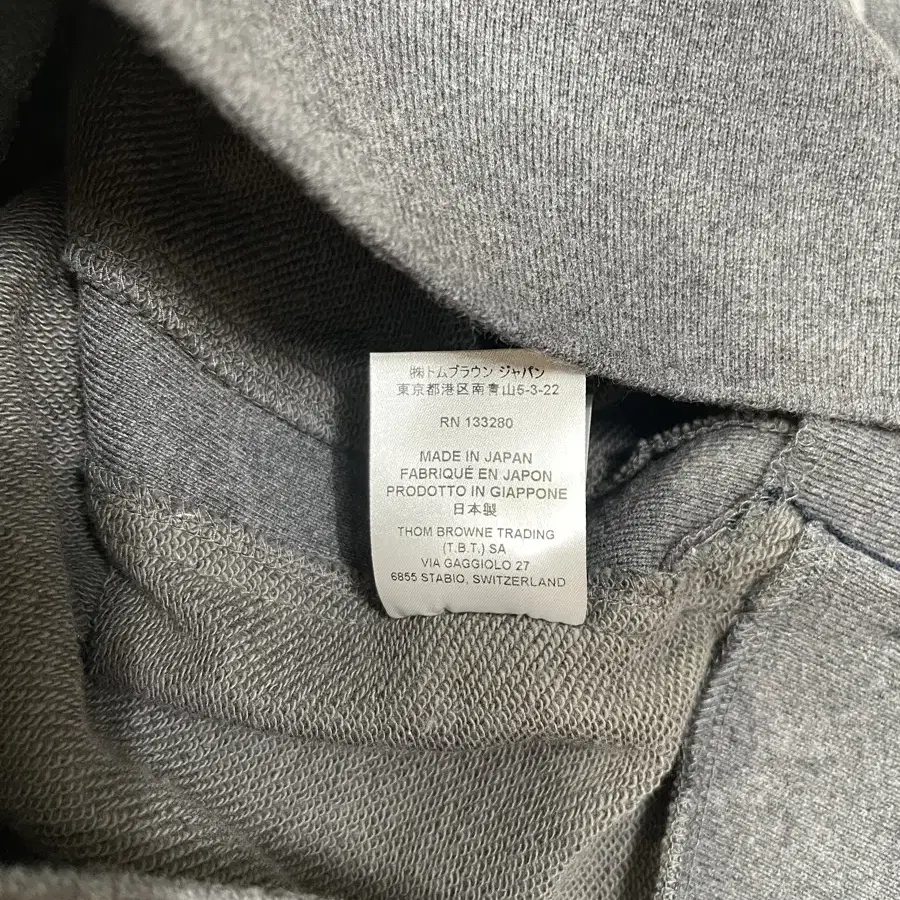 ㈱トムブラウン ジャパン
東京都港区南青山5-3-22
RN 133280
MADE IN JAPAN
FABRIQUÉ EN JAPON
PRODOTTO IN GIAPPONE
日本製
THOM BROWNE TRADING
(T.B.T.) SA
VIA GAGGIOLO 27
6855 STABIO, SWITZERLAND